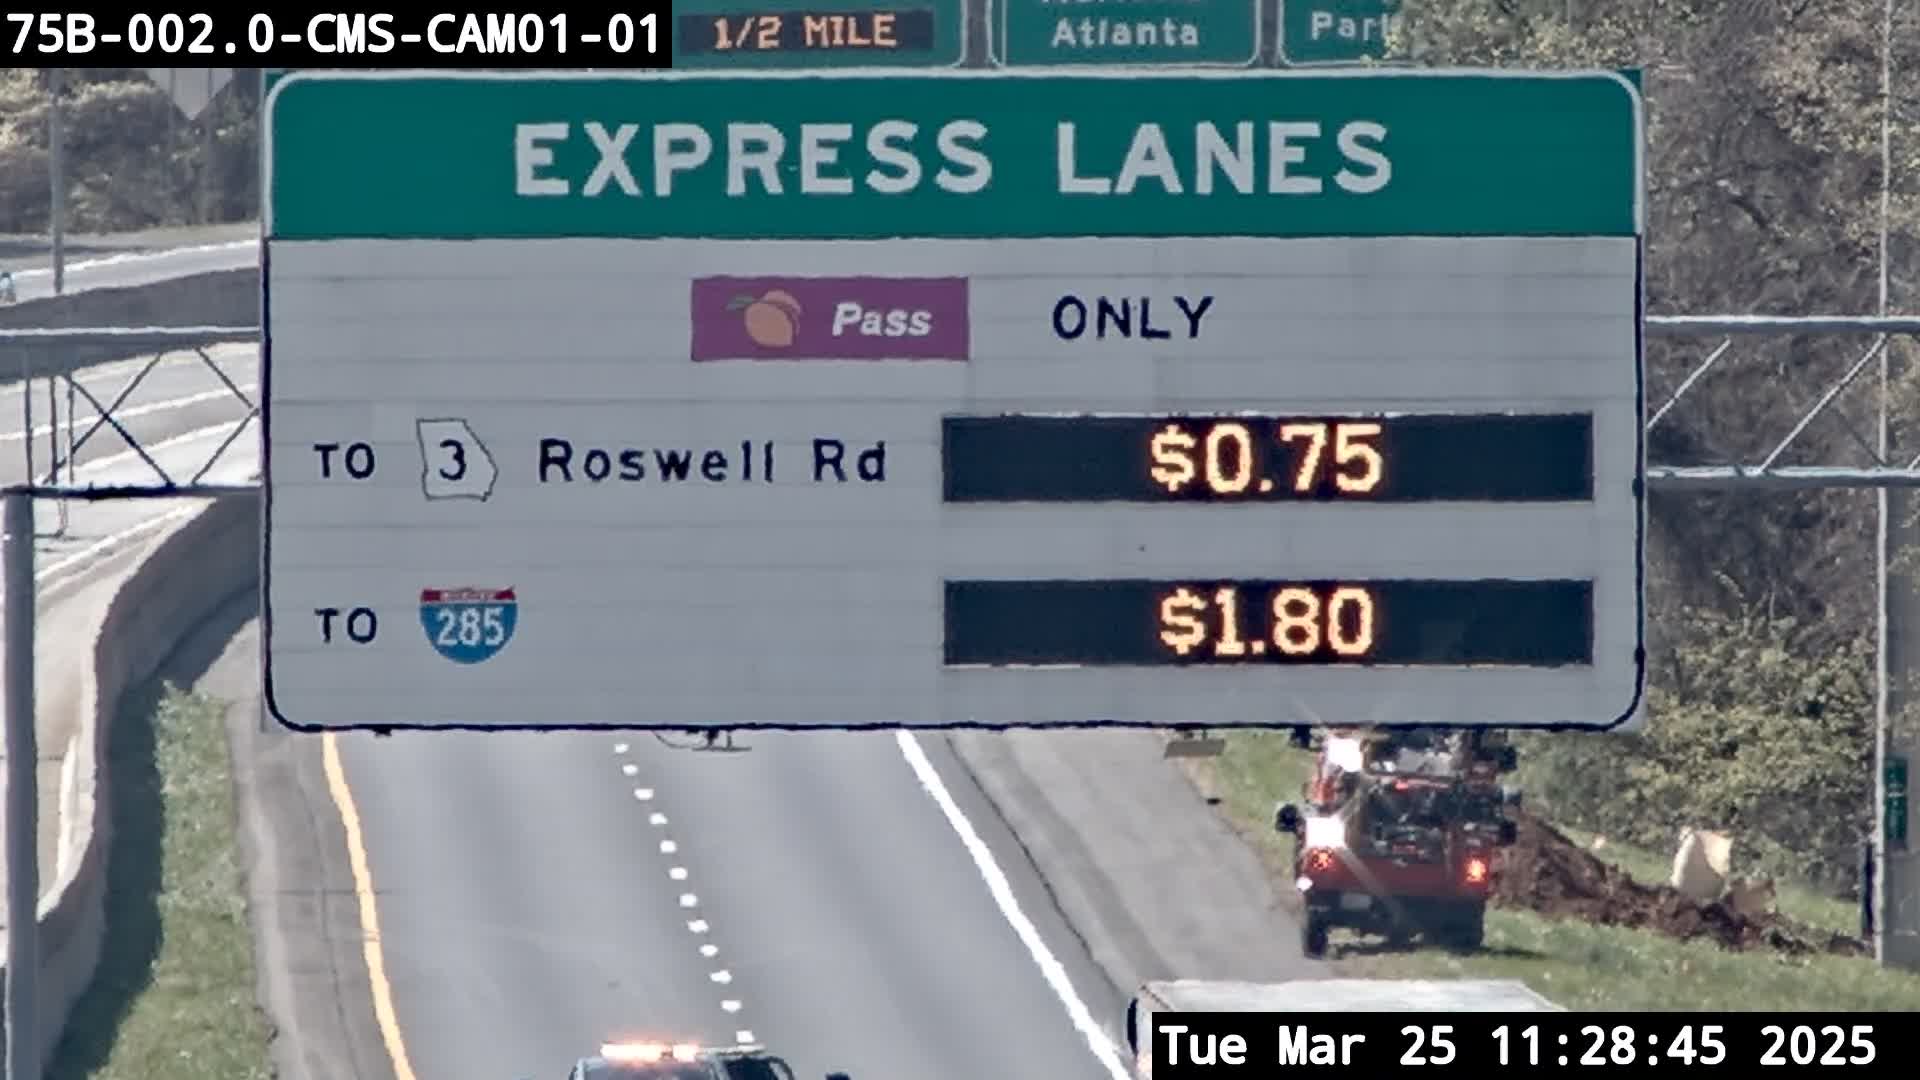 75B-002.0-CMS-CAM01-01
1/2 MILE
Atlanta
EXPRESS LANES
Pass ONLY
TO 3 Roswell Rd $0.75
TO 285 $1.80
Tue Mar 25 11:28:45 2025